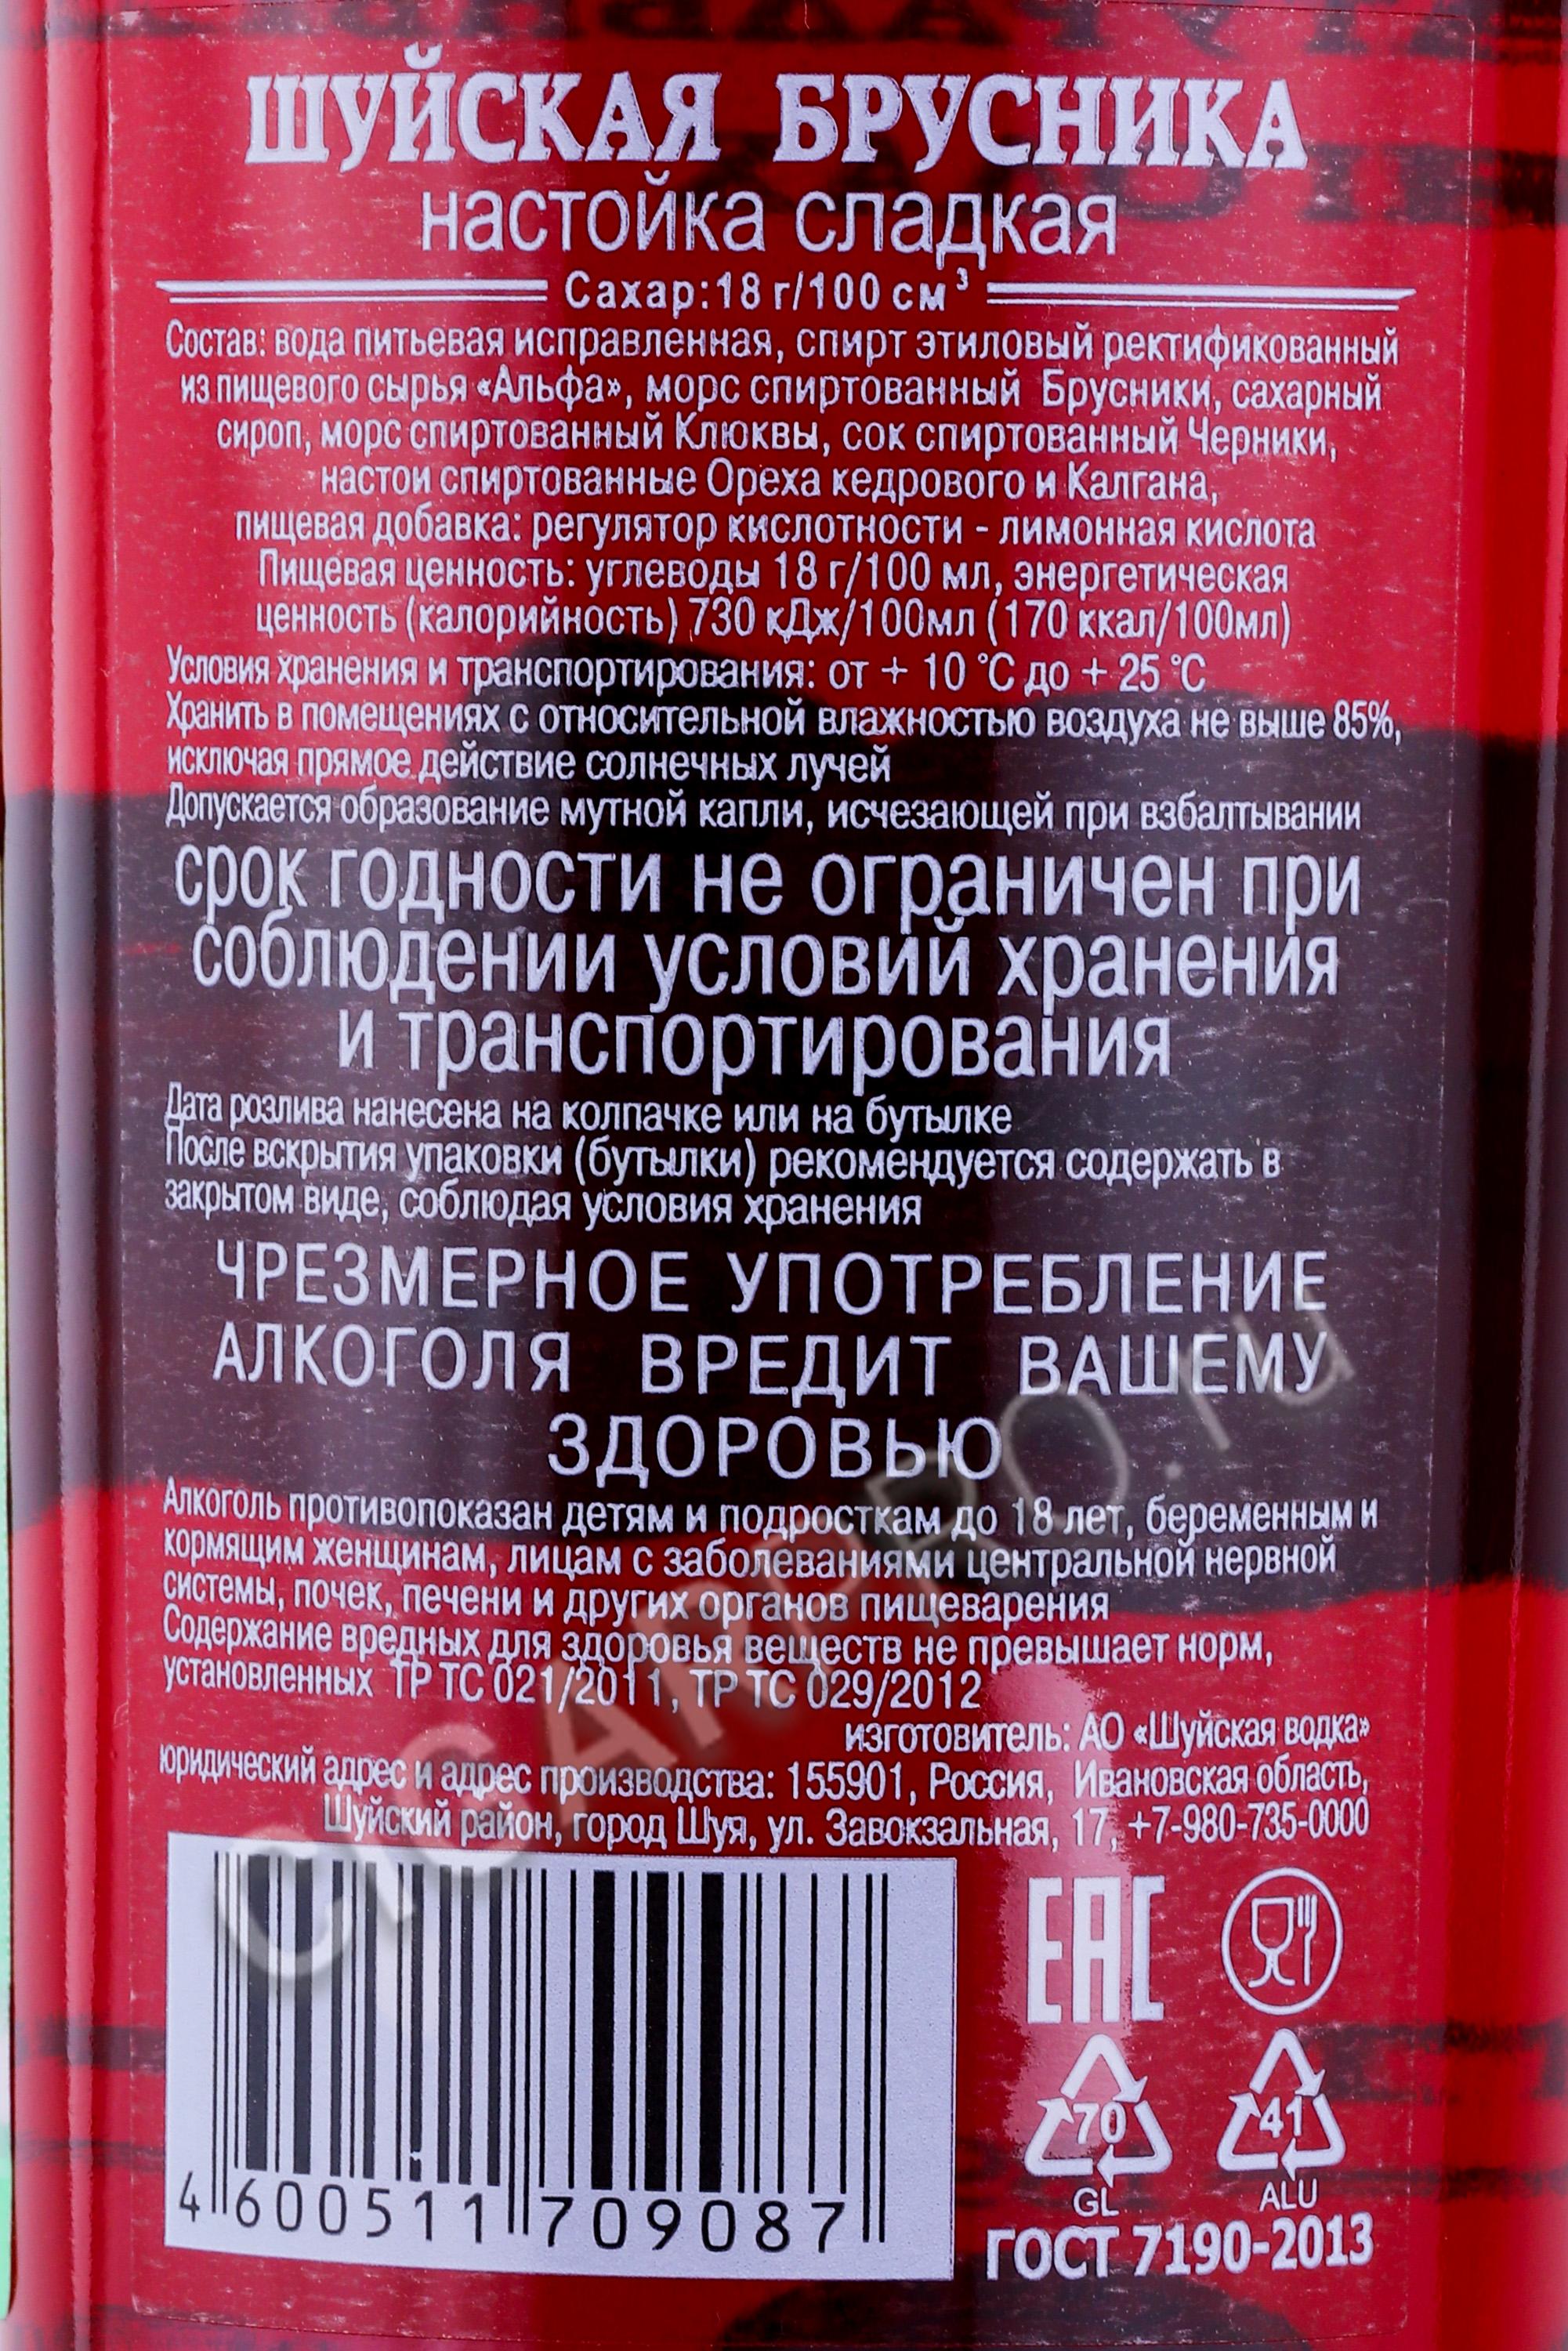 ШУЙСКАЯ БРУСНИКА
настойка сладкая
Сахар:18 г/100 см³
Состав: вода питьевая исправленная, спирт этиловый ректификованный
из пищевого сырья «Альфа», морс спиртованный Брусники, сахарный
сироп, морс спиртованный Клюквы, сок спиртованный Черники,
настои спиртованные Ореха кедрового и Калгана,
пищевая добавка: регулятор кислотности - лимонная кислота
Пищевая ценность: углеводы 18 г/100 мл, энергетическая
ценность (калорийность) 730 кДж/100мл (170 ккал/100мл)
Условия хранения и транспортирования: от + 10 °C до + 25 °C
Хранить в помещениях с относительной влажностью воздуха не выше 85%,
исключая прямое действие солнечных лучей
Допускается образование мутной капли, исчезающей при взбалтывании
срок годности не ограничен при
соблюдении условий хранения
и транспортирования
Дата розлива нанесена на колпачке или на бутылке
После вскрытия упаковки (бутылки) рекомендуется содержать в
закрытом виде, соблюдая условия хранения
ЧРЕЗМЕРНОЕ УПОТРЕБЛЕНИЕ
АЛКОГОЛЯ ВРЕДИТ ВАШЕМУ
ЗДОРОВЬЮ
Алкоголь противопоказан детям и подросткам до 18 лет, беременным и
кормящим женщинам, лицам с заболеваниями центральной нервной
системы, почек, печени и других органов пищеварения
Содержание вредных для здоровья веществ не превышает норм,
установленных ТР ТС 021/2011, ТР ТС 029/2012
изготовитель: АО «Шуйская водка»
юридический адрес и адрес производства: 155901, Россия, Ивановская область,
Шуйский район, город Шуя, ул. Завокзальная, 17, +7-980-735-0000
CIGARPRO.ru
EAC
70
GL
41
ALU
4 600511 709087
ГОСТ 7190-2013